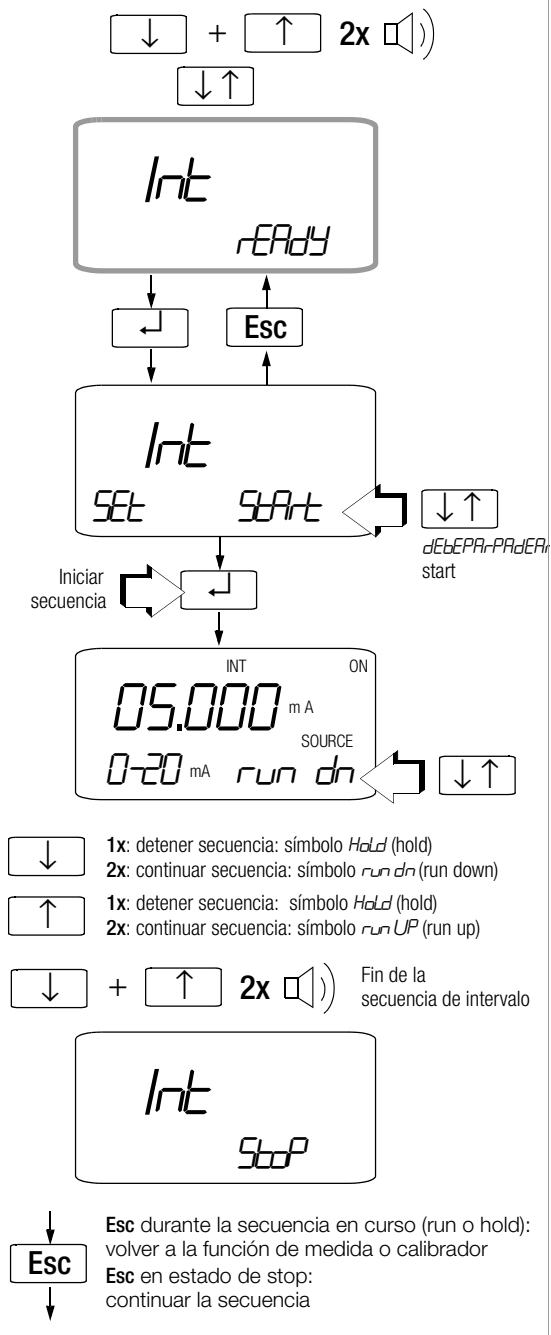 ↓ + ↑ 2x
↓↑
Int
rEAdY
↵ Esc
Int
SEt StArt
↓↑
dEbEPArPAdEAr
start
Iniciar
secuencia
↵
INT ON
05.000 mA
SOURCE
0-20 mA run dn
↓↑
↓ 1x: detener secuencia: símbolo HoLd (hold)
2x: continuar secuencia: símbolo run dn (run down)
↑ 1x: detener secuencia: símbolo HoLd (hold)
2x: continuar secuencia: símbolo run UP (run up)
↓ + ↑ 2x Fin de la
secuencia de intervalo
Int
StoP
Esc
Esc durante la secuencia en curso (run o hold):
volver a la función de medida o calibrador
Esc en estado de stop:
continuar la secuencia